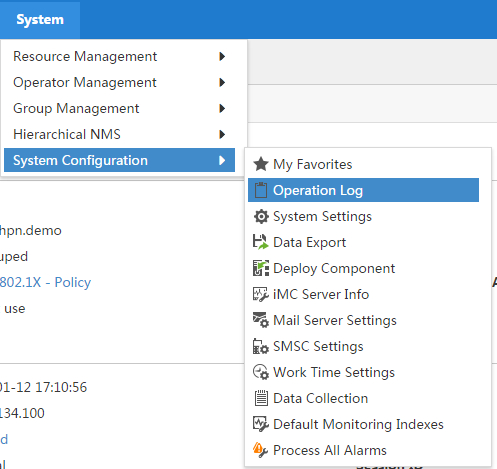 System
Resource Management
Operator Management
Group Management
Hierarchical NMS
System Configuration
My Favorites
Operation Log
System Settings
Data Export
Deploy Component
iMC Server Info
Mail Server Settings
SMSC Settings
Work Time Settings
Data Collection
Default Monitoring Indexes
Process All Alarms
hpn.demo
uped
802.1X - Policy
use
01-12 17:10:56
134.100